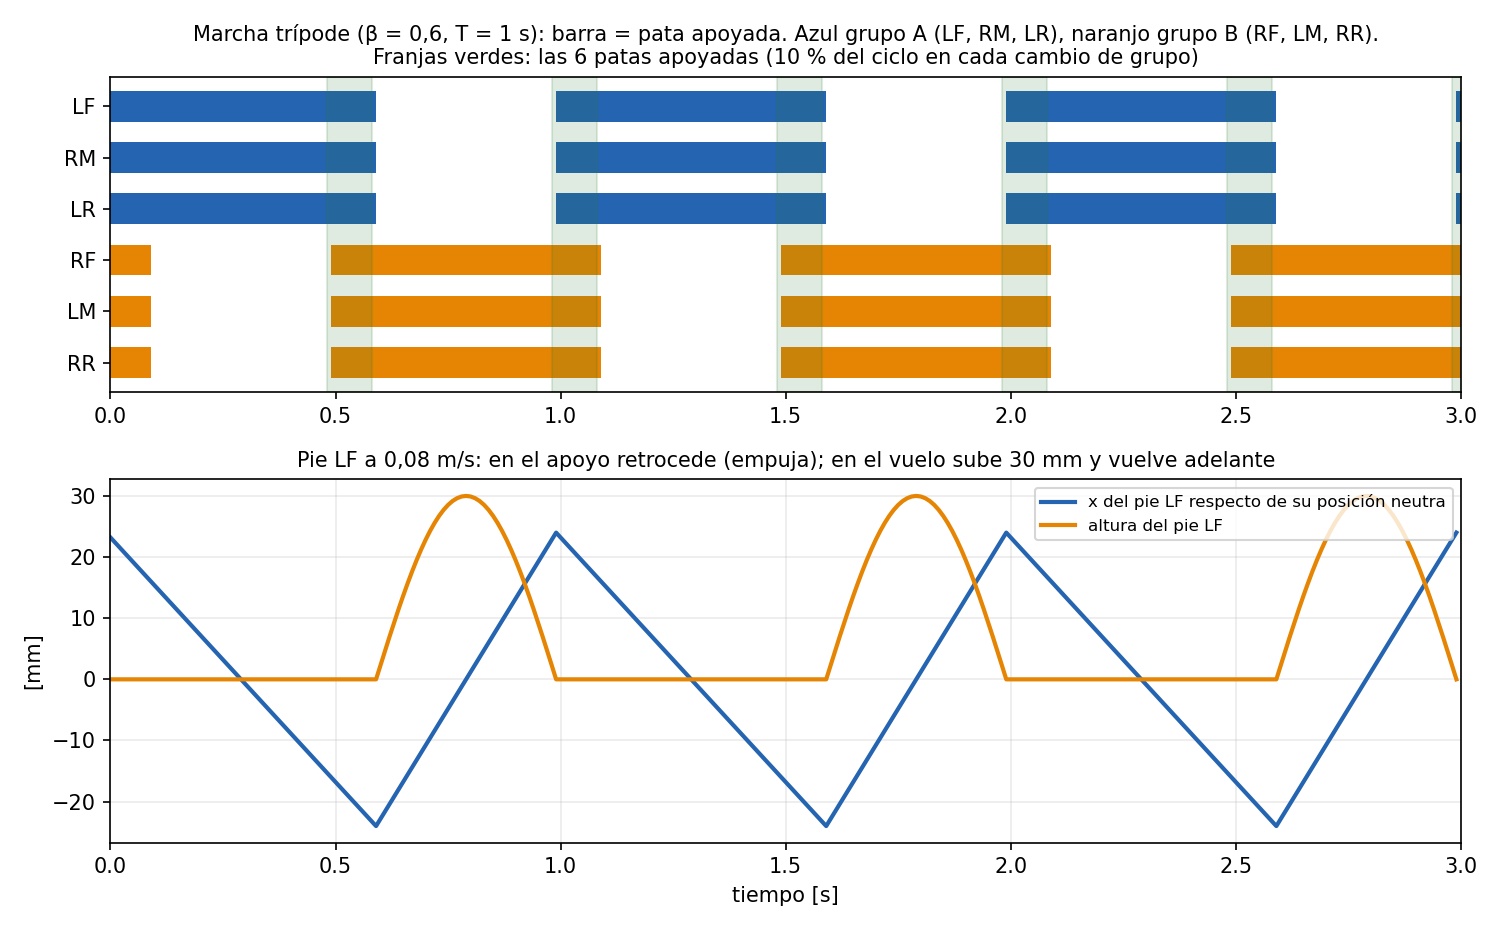 Marcha trípode (β = 0,6, T = 1 s): barra = pata apoyada. Azul grupo A (LF, RM, LR), naranjo grupo B (RF, LM, RR).
Franjas verdes: las 6 patas apoyadas (10 % del ciclo en cada cambio de grupo)
LF
RM
LR
RF
LM
RR
0.0 0.5 1.0 1.5 2.0 2.5 3.0
Pie LF a 0,08 m/s: en el apoyo retrocede (empuja); en el vuelo sube 30 mm y vuelve adelante
x del pie LF respecto de su posición neutra
altura del pie LF
[mm]
30
20
10
0
−10
−20
0.0 0.5 1.0 1.5 2.0 2.5 3.0
tiempo [s]